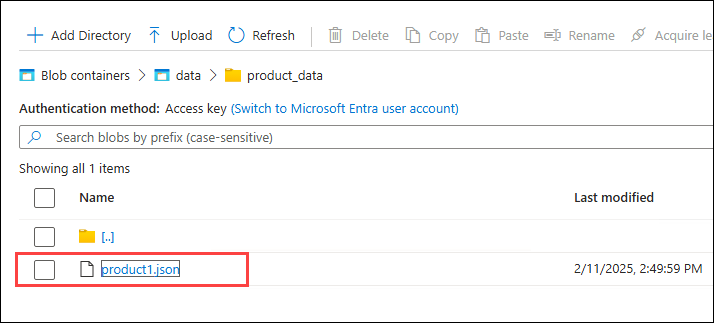 Add Directory Upload Refresh Delete Copy Paste Rename Acquire le
Blob containers > data > product_data
Authentication method: Access key (Switch to Microsoft Entra user account)
Search blobs by prefix (case-sensitive)
Showing all 1 items
Name Last modified
[..]
product1.json 2/11/2025, 2:49:59 PM